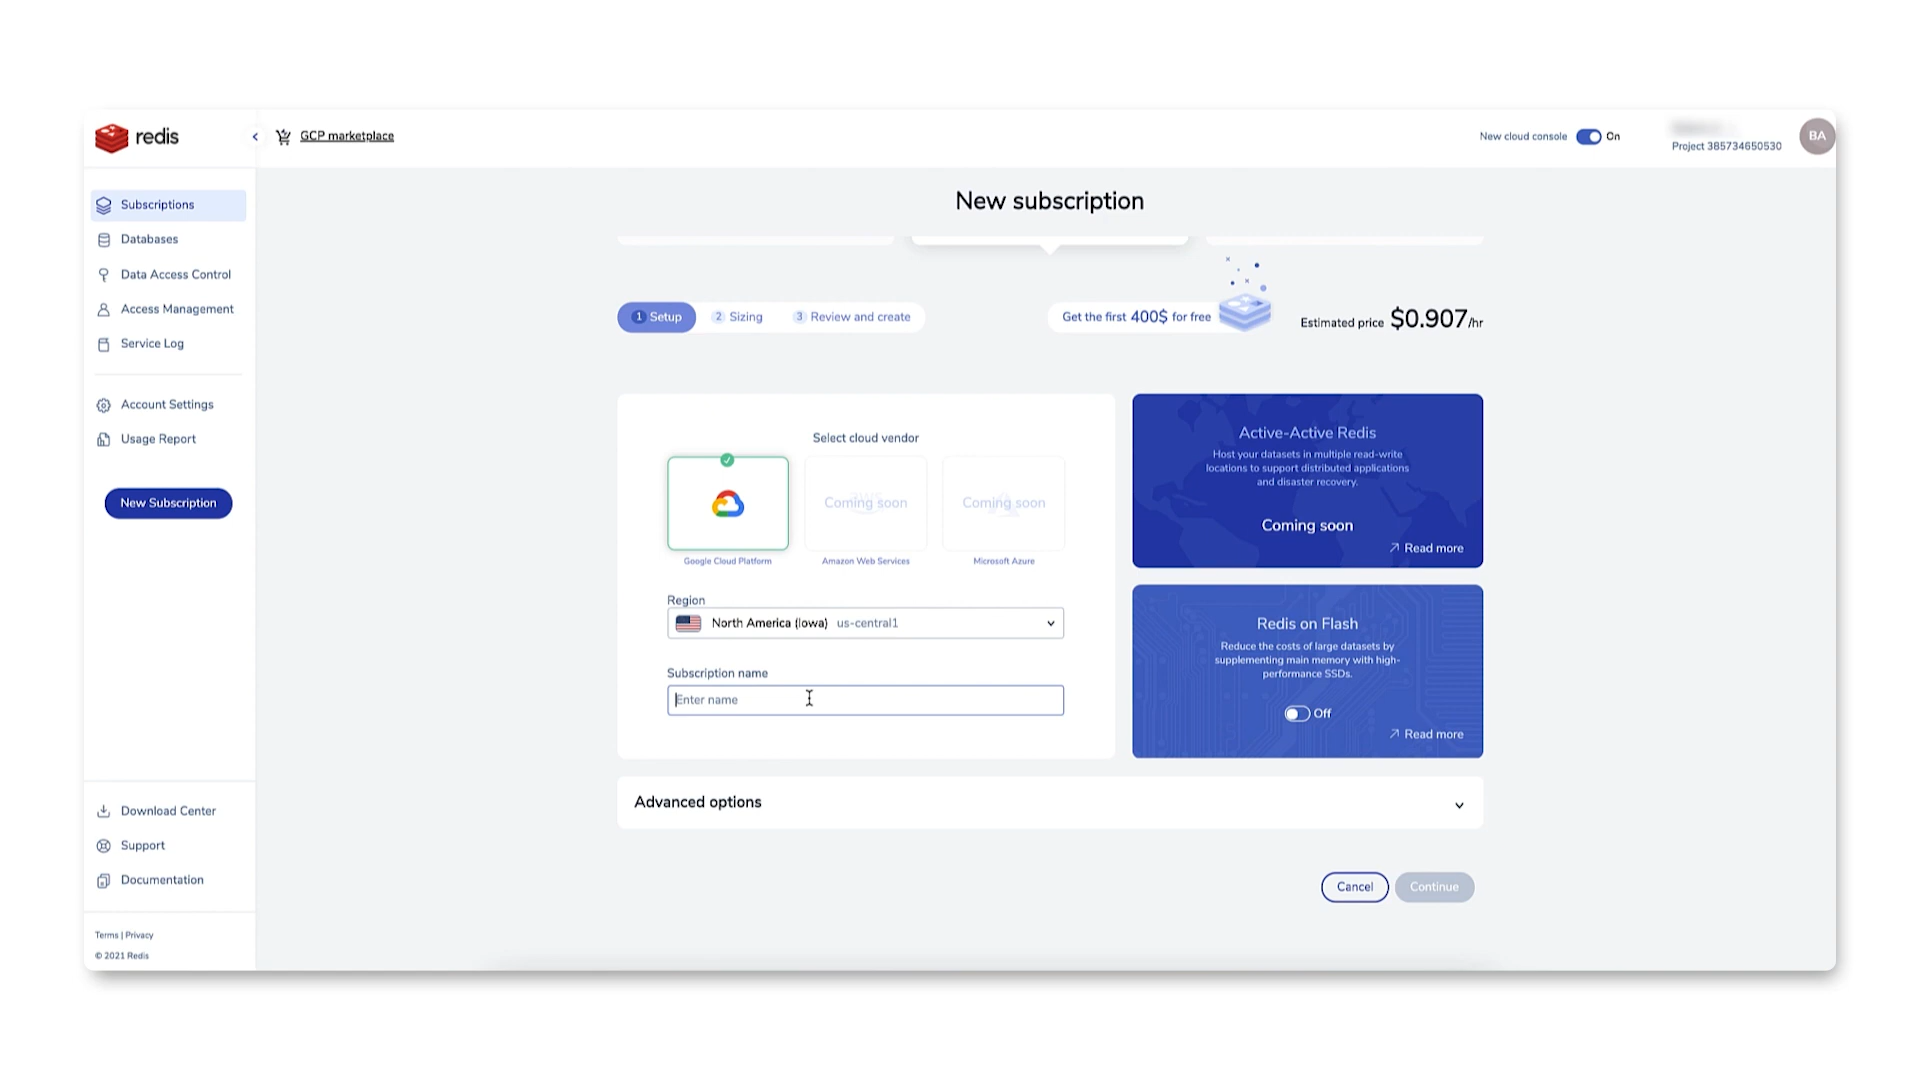 redis
GCP marketplace
New cloud console On
Project 385734650530
BA
Subscriptions
Databases
Data Access Control
Access Management
Service Log
Account Settings
Usage Report
New Subscription
Download Center
Support
Documentation
Terms | Privacy
© 2021 Redis
New subscription
1 Setup
2 Sizing
3 Review and create
Get the first 400$ for free
Estimated price $0.907/hr
Select cloud vendor
Coming soon
Coming soon
Google Cloud Platform
Amazon Web Services
Microsoft Azure
Region
North America (Iowa) us-central1
Subscription name
Enter name
Active-Active Redis
Host your datasets in multiple read-write
locations to support distributed applications
and disaster recovery.
Coming soon
Read more
Redis on Flash
Reduce the costs of large datasets by
supplementing main memory with high-
performance SSDs.
Off
Read more
Advanced options
Cancel
Continue